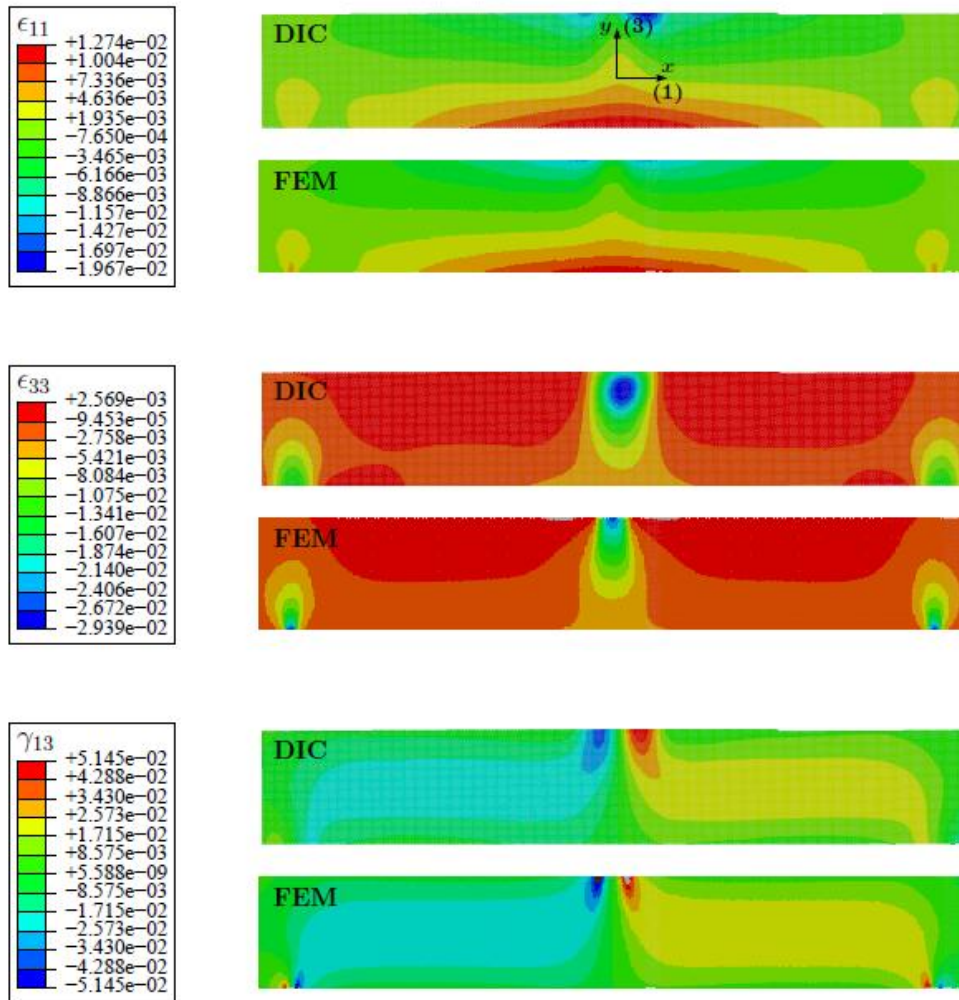 ϵ11
+1.274e−02
+1.004e−02
+7.336e−03
+4.636e−03
+1.935e−03
−7.650e−04
−3.465e−03
−6.166e−03
−8.866e−03
−1.157e−02
−1.427e−02
−1.697e−02
−1.967e−02
DIC
y (3)
x
(1)
FEM
ϵ33
+2.569e−03
−9.453e−05
−2.758e−03
−5.421e−03
−8.084e−03
−1.075e−02
−1.341e−02
−1.607e−02
−1.874e−02
−2.140e−02
−2.406e−02
−2.672e−02
−2.939e−02
DIC
FEM
γ13
+5.145e−02
+4.288e−02
+3.430e−02
+2.573e−02
+1.715e−02
+8.575e−03
+5.588e−09
−8.575e−03
−1.715e−02
−2.573e−02
−3.430e−02
−4.288e−02
−5.145e−02
DIC
FEM